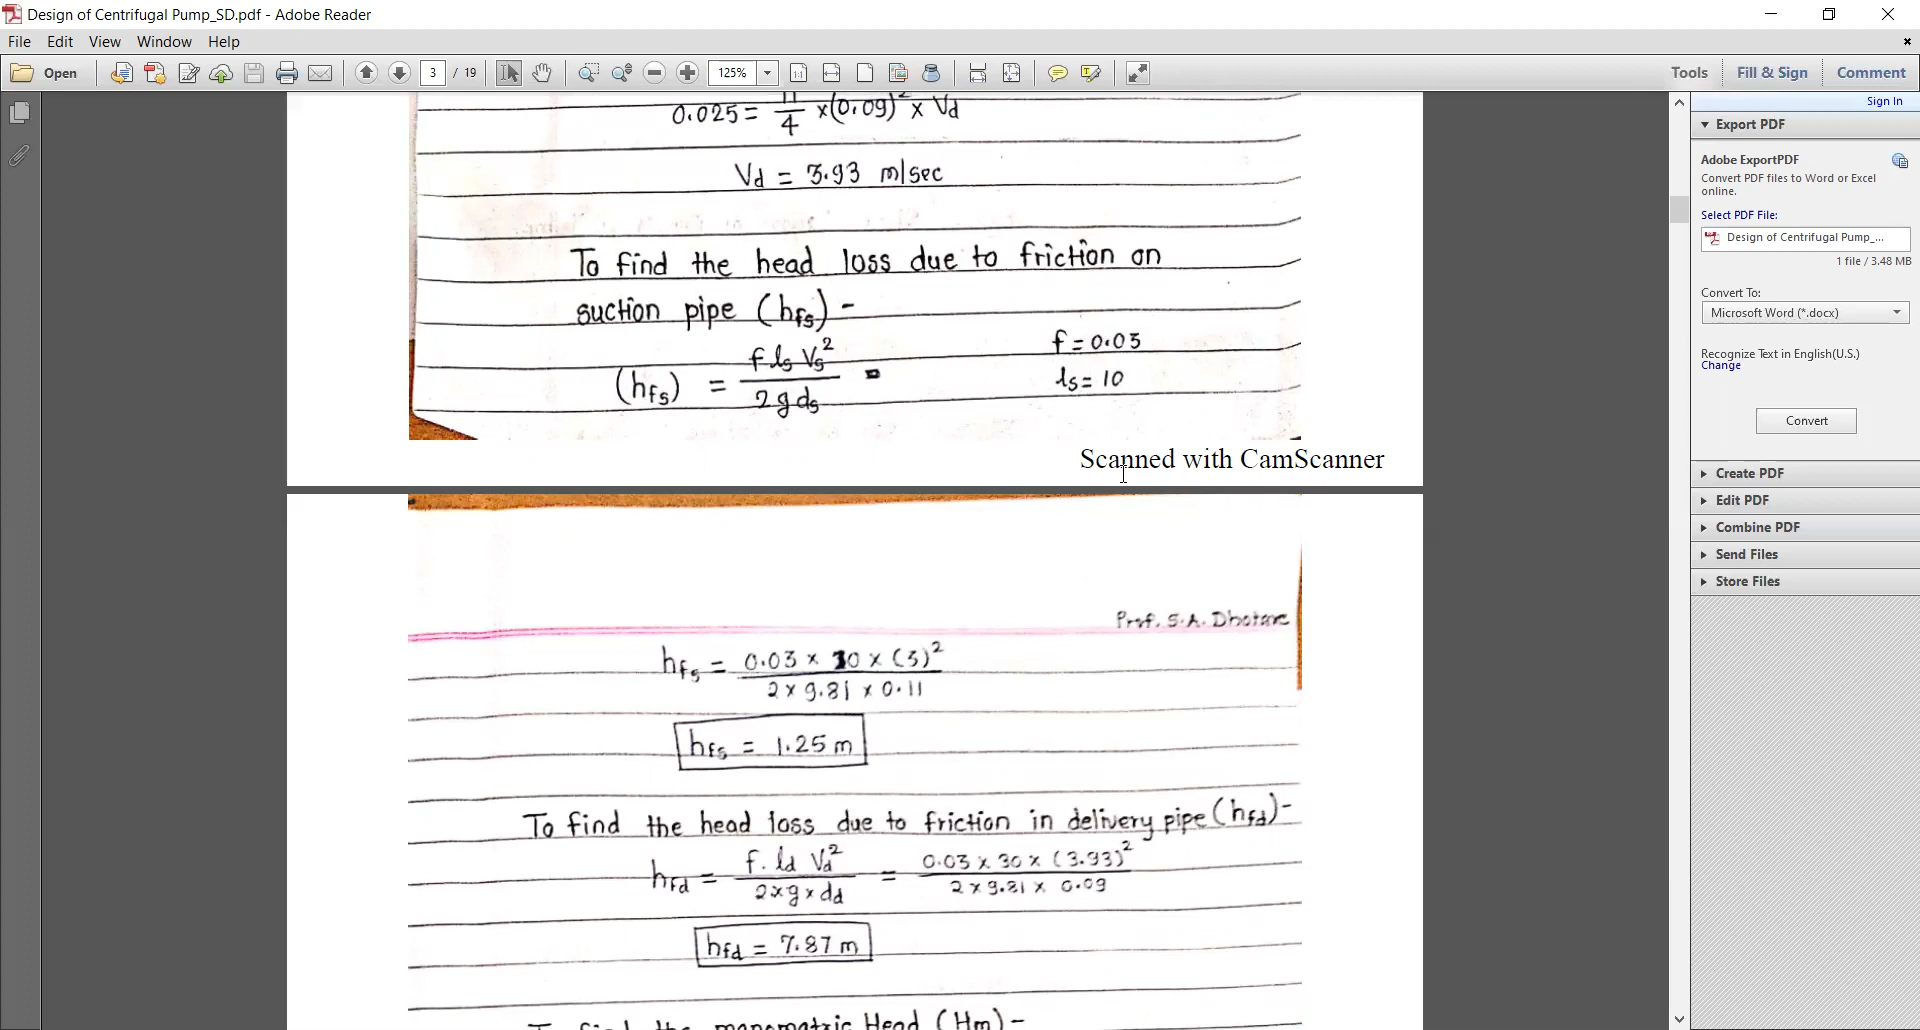 Design of Centrifugal Pump_SD.pdf - Adobe Reader
File Edit View Window Help
Open 3 / 19 125% Tools Fill & Sign Comment
0.025 = π/4 x(0.09)² x Vd
Vd = 3.93 m/sec
To find the head loss due to friction on
suction pipe (hfs) -
(hfs) = f ls Vs² / 2 g ds =
f = 0.03
ls = 10
Scanned with CamScanner
Prof. S.A. Dhotare
hfs = 0.03 x 10 x (3)² / 2 x 9.81 x 0.11
hfs = 1.25 m
To find the head loss due to friction in delivery pipe (hfd)-
hfd = f. ld Vd² / 2xgxdd = 0.03 x 30 x (3.93)² / 2 x 9.81 x 0.09
hfd = 7.87 m
To find the manometric Head (Hm) -
Sign In
Export PDF
Adobe ExportPDF
Convert PDF files to Word or Excel
online.
Select PDF File:
Design of Centrifugal Pump_...
1 file / 3.48 MB
Convert To:
Microsoft Word (*.docx)
Recognize Text in English(U.S.)
Change
Convert
Create PDF
Edit PDF
Combine PDF
Send Files
Store Files